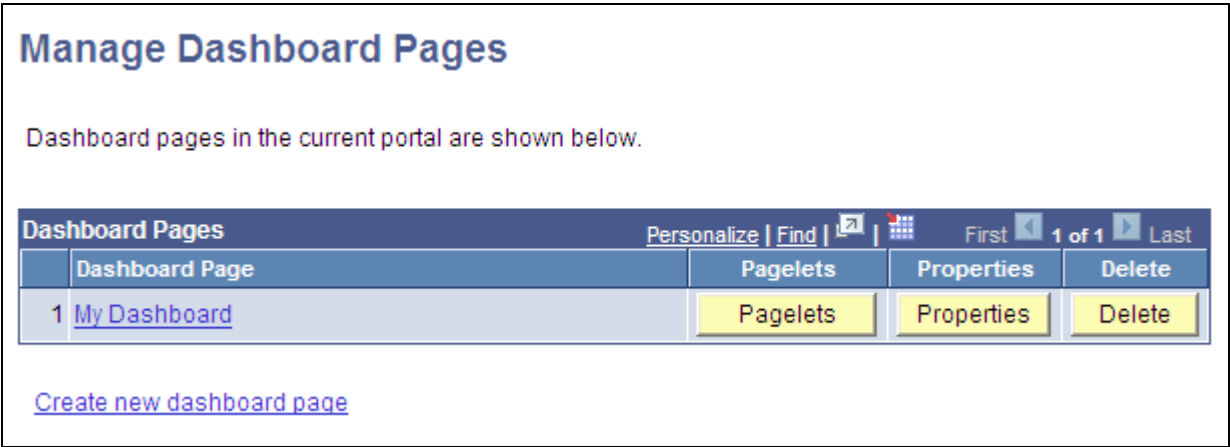 Manage Dashboard Pages
Dashboard pages in the current portal are shown below.
Dashboard Pages Personalize | Find | | First 1 of 1 Last
Dashboard Page Pagelets Properties Delete
1 My Dashboard Pagelets Properties Delete
Create new dashboard page